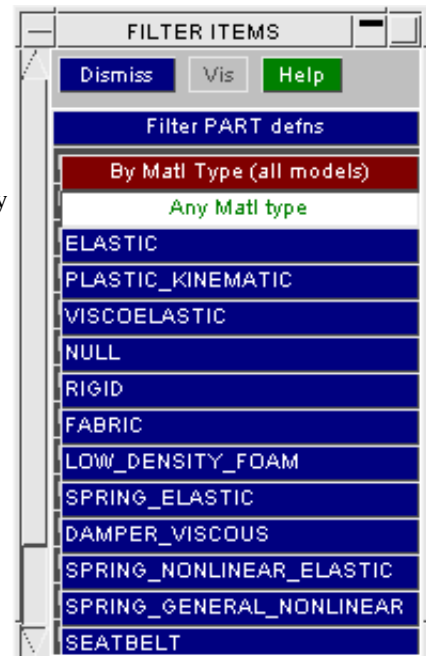 FILTER ITEMS
Dismiss Vis Help
Filter PART defns
By Matl Type (all models)
y
Any Matl type
ELASTIC
PLASTIC_KINEMATIC
VISCOELASTIC
NULL
RIGID
FABRIC
LOW_DENSITY_FOAM
SPRING_ELASTIC
DAMPER_VISCOUS
SPRING_NONLINEAR_ELASTIC
SPRING_GENERAL_NONLINEAR
SEATBELT